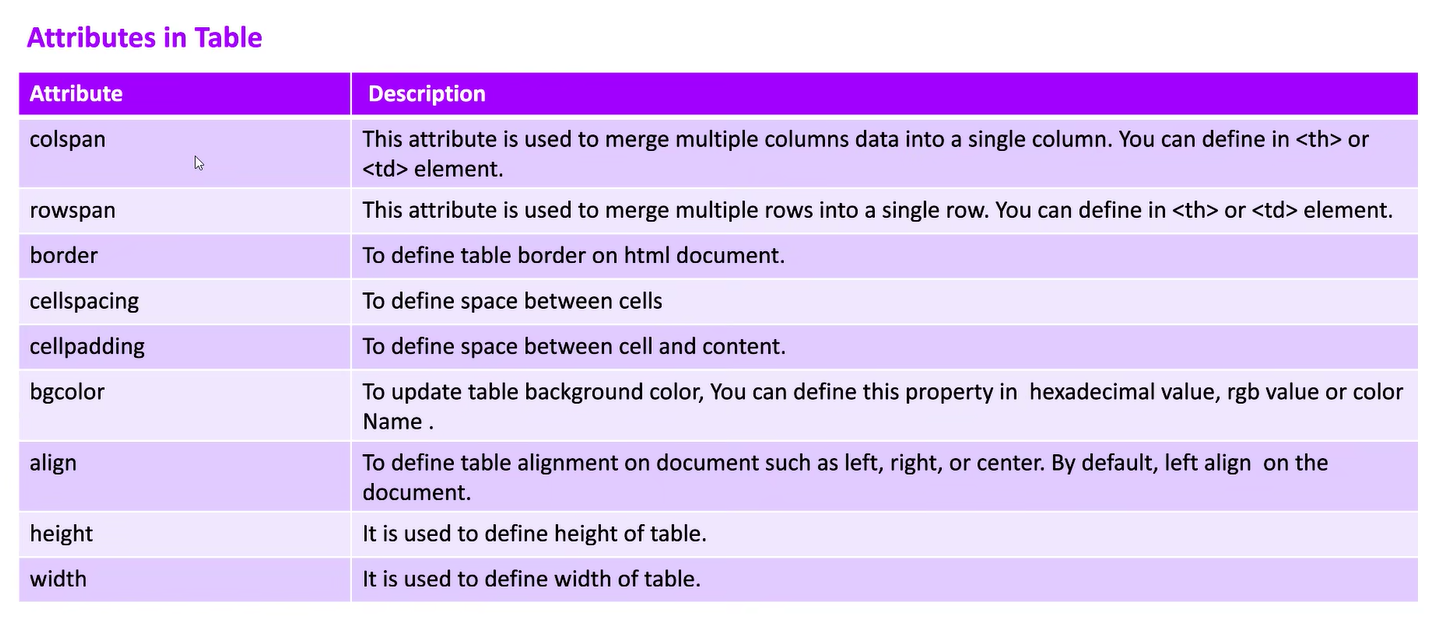 Attributes in Table
Attribute Description
colspan This attribute is used to merge multiple columns data into a single column. You can define in <th> or
<td> element.
rowspan This attribute is used to merge multiple rows into a single row. You can define in <th> or <td> element.
border To define table border on html document.
cellspacing To define space between cells
cellpadding To define space between cell and content.
bgcolor To update table background color, You can define this property in  hexadecimal value, rgb value or color
Name .
align To define table alignment on document such as left, right, or center. By default, left align  on the
document.
height It is used to define height of table.
width It is used to define width of table.